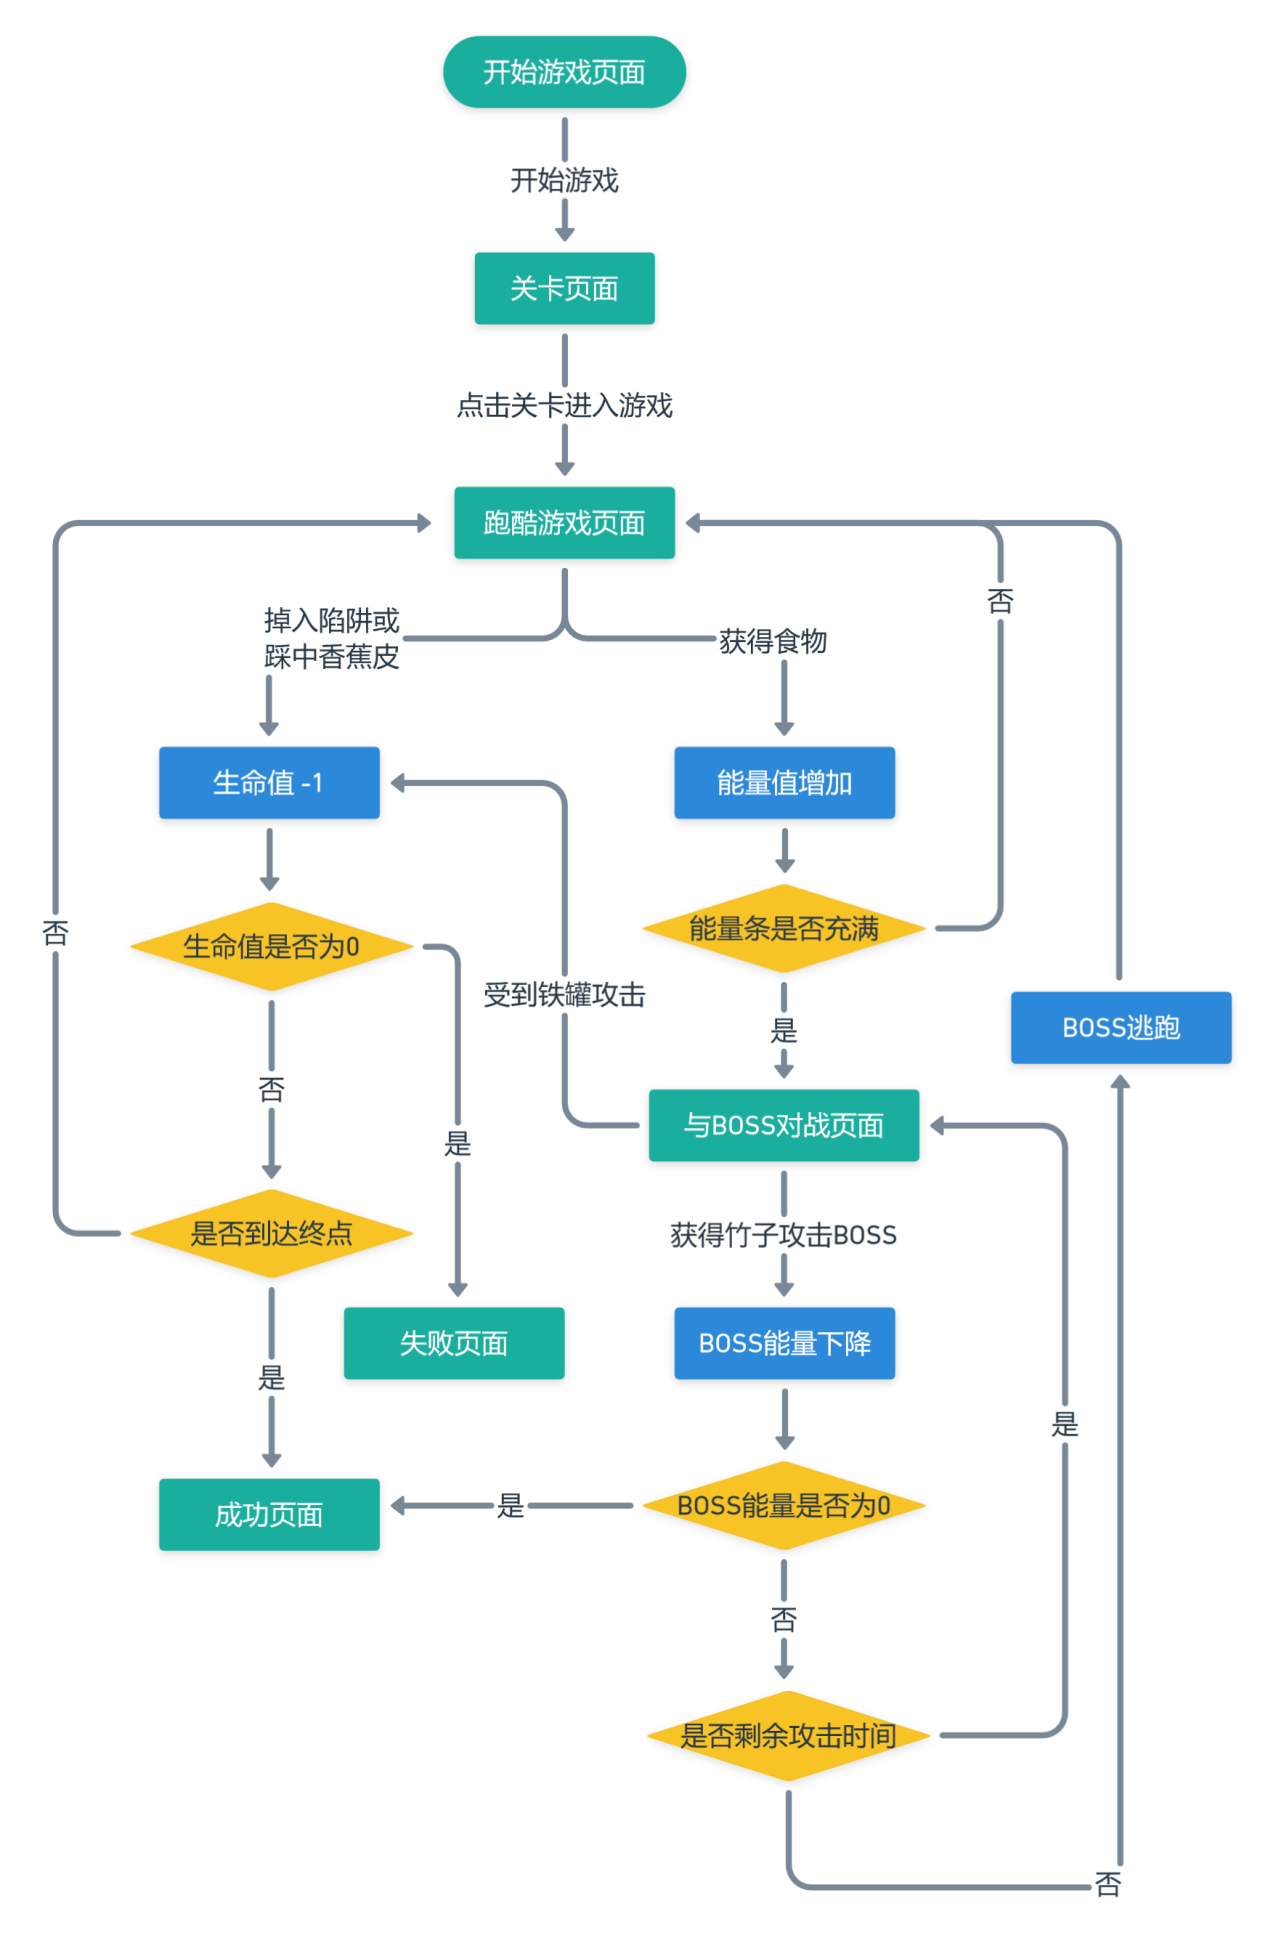 开始游戏页面
开始游戏
关卡页面
点击关卡进入游戏
跑酷游戏页面
否
掉入陷阱或
踩中香蕉皮
获得食物
生命值 -1
能量值增加
否
生命值是否为0
能量条是否充满
受到铁罐攻击
是
BOSS逃跑
否
是
与BOSS对战页面
是否到达终点
获得竹子攻击BOSS
失败页面
BOSS能量下降
是
是
成功页面
是
BOSS能量是否为0
否
是否剩余攻击时间
否